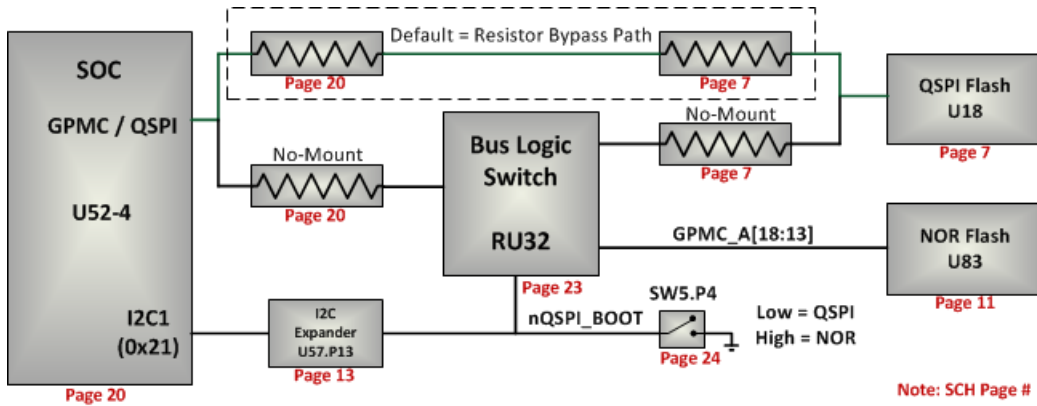 Default = Resistor Bypass Path
Page 20
Page 7
SOC
GPMC / QSPI
U52-4
I2C1
(0x21)
Page 20
No-Mount
Page 20
Bus Logic
Switch
RU32
Page 23
No-Mount
Page 7
QSPI Flash
U18
Page 7
GPMC_A[18:13]
NOR Flash
U83
Page 11
I2C
Expander
U57.P13
Page 13
nQSPI_BOOT
SW5.P4
Page 24
Low = QSPI
High = NOR
Note: SCH Page #